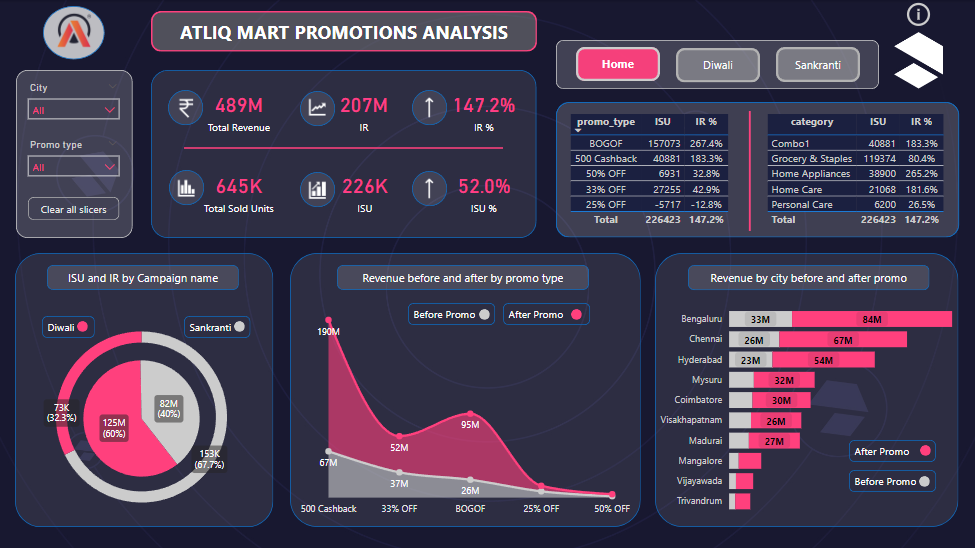 ATLIQ MART PROMOTIONS ANALYSIS
Home
Diwali
Sankranti
City
All
Promo type
All
Clear all slicers
489M
Total Revenue
207M
IR
147.2%
IR %
645K
Total Sold Units
226K
ISU
52.0%
ISU %
promo_type ISU IR %
BOGOF 157073 267.4%
500 Cashback 40881 183.3%
50% OFF 6931 32.8%
33% OFF 27255 42.9%
25% OFF -5717 -12.8%
Total 226423 147.2%
category ISU IR %
Combo1 40881 183.3%
Grocery & Staples 119374 80.4%
Home Appliances 38900 265.2%
Home Care 21068 181.6%
Personal Care 6200 26.5%
Total 226423 147.2%
ISU and IR by Campaign name
Diwali
Sankranti
73K
(32.3%)
125M
(60%)
82M
(40%)
153K
(67.7%)
Revenue before and after by promo type
Before Promo
After Promo
190M
52M
95M
67M
37M
26M
500 Cashback
33% OFF
BOGOF
25% OFF
50% OFF
Revenue by city before and after promo
Bengaluru 33M 84M
Chennai 26M 67M
Hyderabad 23M 54M
Mysuru 32M
Coimbatore 30M
Visakhapatnam 26M
Madurai 27M
Mangalore
Vijayawada
Trivandrum
After Promo
Before Promo